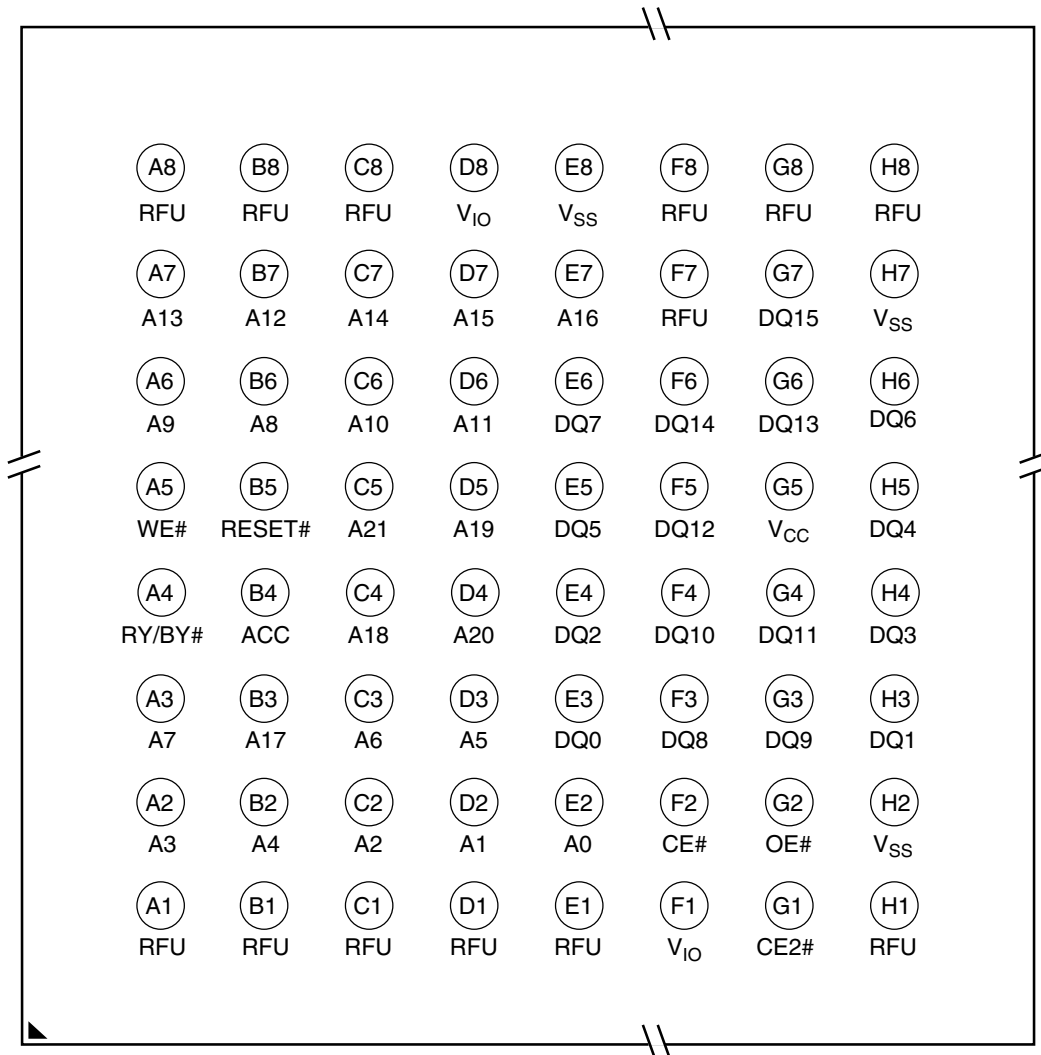 A8 B8 C8 D8 E8 F8 G8 H8
RFU RFU RFU V_IO V_SS RFU RFU RFU
A7 B7 C7 D7 E7 F7 G7 H7
A13 A12 A14 A15 A16 RFU DQ15 V_SS
A6 B6 C6 D6 E6 F6 G6 H6
A9 A8 A10 A11 DQ7 DQ14 DQ13 DQ6
A5 B5 C5 D5 E5 F5 G5 H5
WE# RESET# A21 A19 DQ5 DQ12 V_CC DQ4
A4 B4 C4 D4 E4 F4 G4 H4
RY/BY# ACC A18 A20 DQ2 DQ10 DQ11 DQ3
A3 B3 C3 D3 E3 F3 G3 H3
A7 A17 A6 A5 DQ0 DQ8 DQ9 DQ1
A2 B2 C2 D2 E2 F2 G2 H2
A3 A4 A2 A1 A0 CE# OE# V_SS
A1 B1 C1 D1 E1 F1 G1 H1
RFU RFU RFU RFU RFU V_IO CE2# RFU